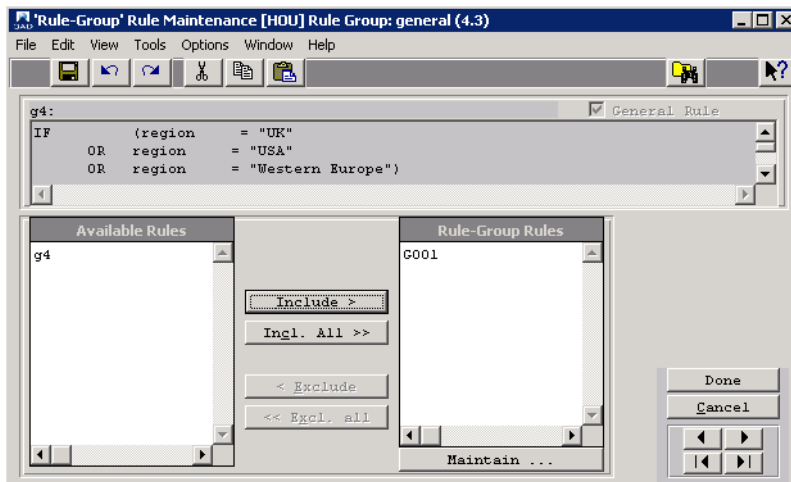 'Rule-Group' Rule Maintenance [HOU] Rule Group: general (4.3)
File Edit View Tools Options Window Help
g4:
General Rule
IF (region = "UK"
OR region = "USA"
OR region = "Western Europe")
Available Rules
Rule-Group Rules
g4
G001
Include >
Incl. All >>
< Exclude
<< Excl. all
Maintain ...
Done
Cancel